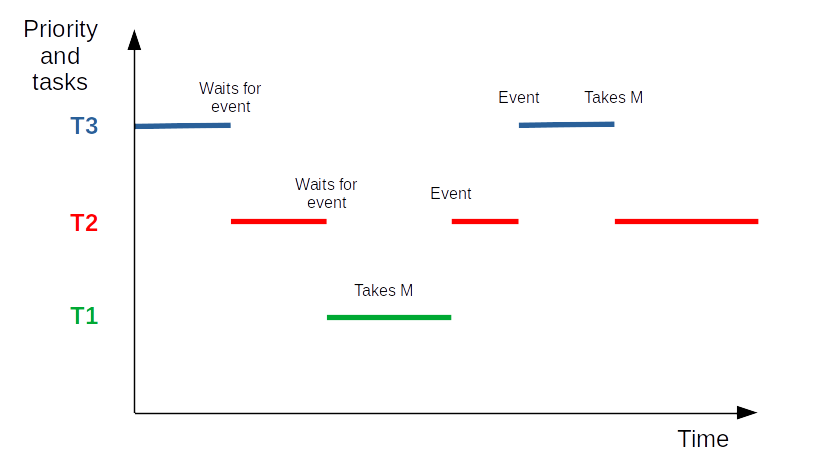 Priority
and
tasks
Waits for
event
Event
Takes M
T3
Waits for
event
Event
T2
Takes M
T1
Time